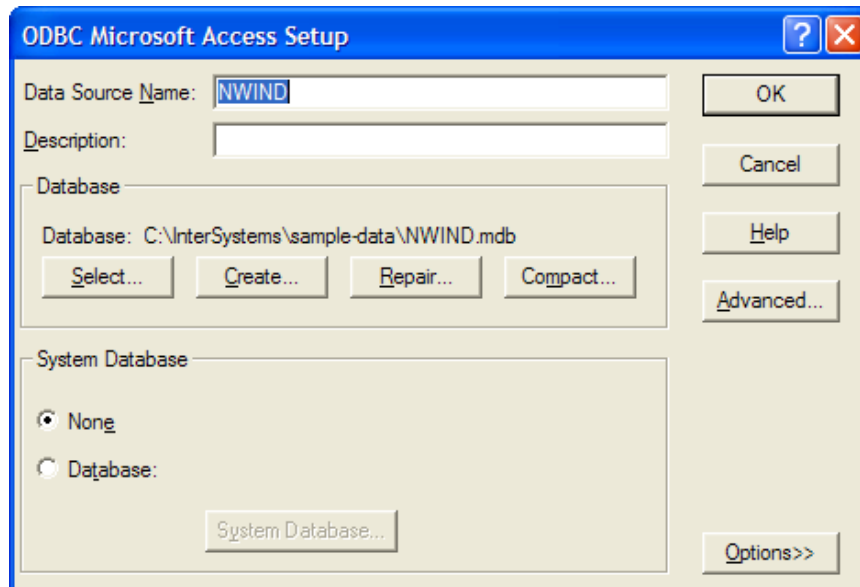 ODBC Microsoft Access Setup
Data Source Name: NWIND
OK
Description:
Cancel
Database
Database: C:\InterSystems\sample-data\NWIND.mdb
Help
Select... Create... Repair... Compact...
Advanced...
System Database
None
Database:
System Database...
Options>>